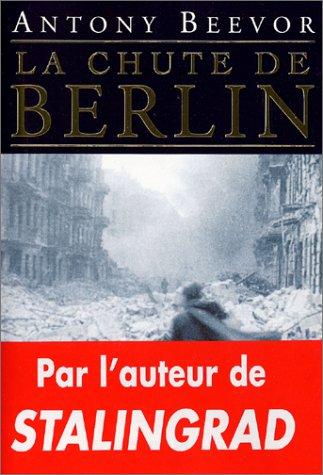 ANTONY BEEVOR
LA CHUTE DE
BERLIN
Par l'auteur de
STALINGRAD